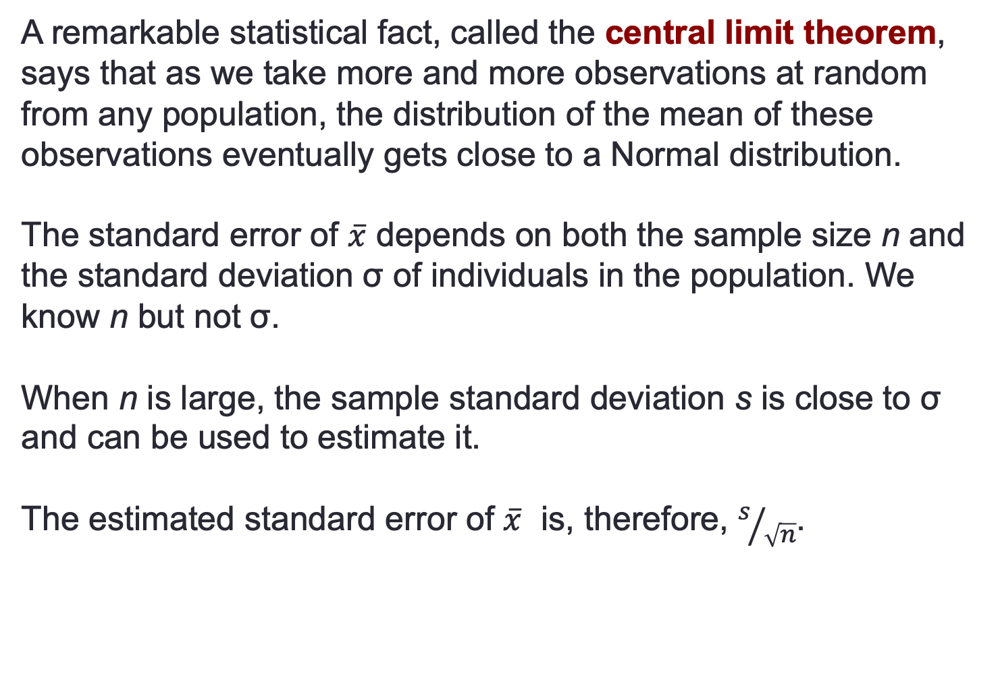 A remarkable statistical fact, called the central limit theorem,
says that as we take more and more observations at random
from any population, the distribution of the mean of these
observations eventually gets close to a Normal distribution.
The standard error of x̄ depends on both the sample size n and
the standard deviation σ of individuals in the population. We
know n but not σ.
When n is large, the sample standard deviation s is close to σ
and can be used to estimate it.
The estimated standard error of x̄ is, therefore, s/√n.